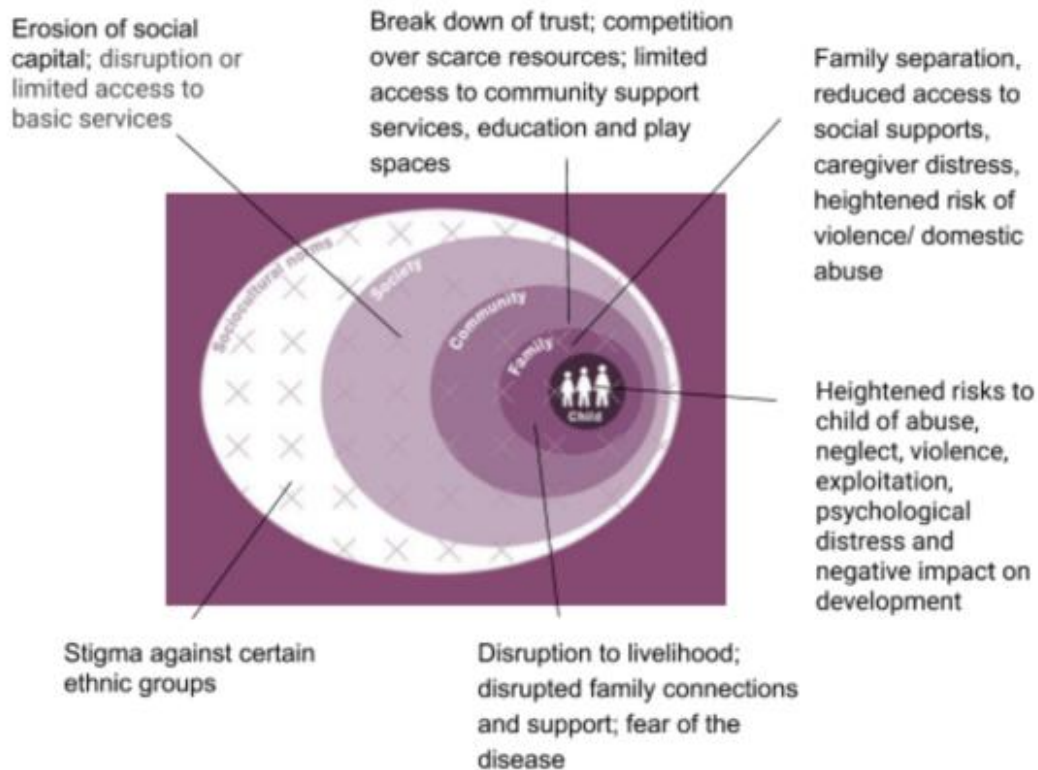 Erosion of social
capital; disruption or
limited access to
basic services
Break down of trust; competition
over scarce resources; limited
access to community support
services, education and play
spaces
Family separation,
reduced access to
social supports,
caregiver distress,
heightened risk of
violence/ domestic
abuse
Sociocultural norms
Society
Community
Family
Child
Heightened risks to
child of abuse,
neglect, violence,
exploitation,
psychological
distress and
negative impact on
development
Stigma against certain
ethnic groups
Disruption to livelihood;
disrupted family connections
and support; fear of the
disease